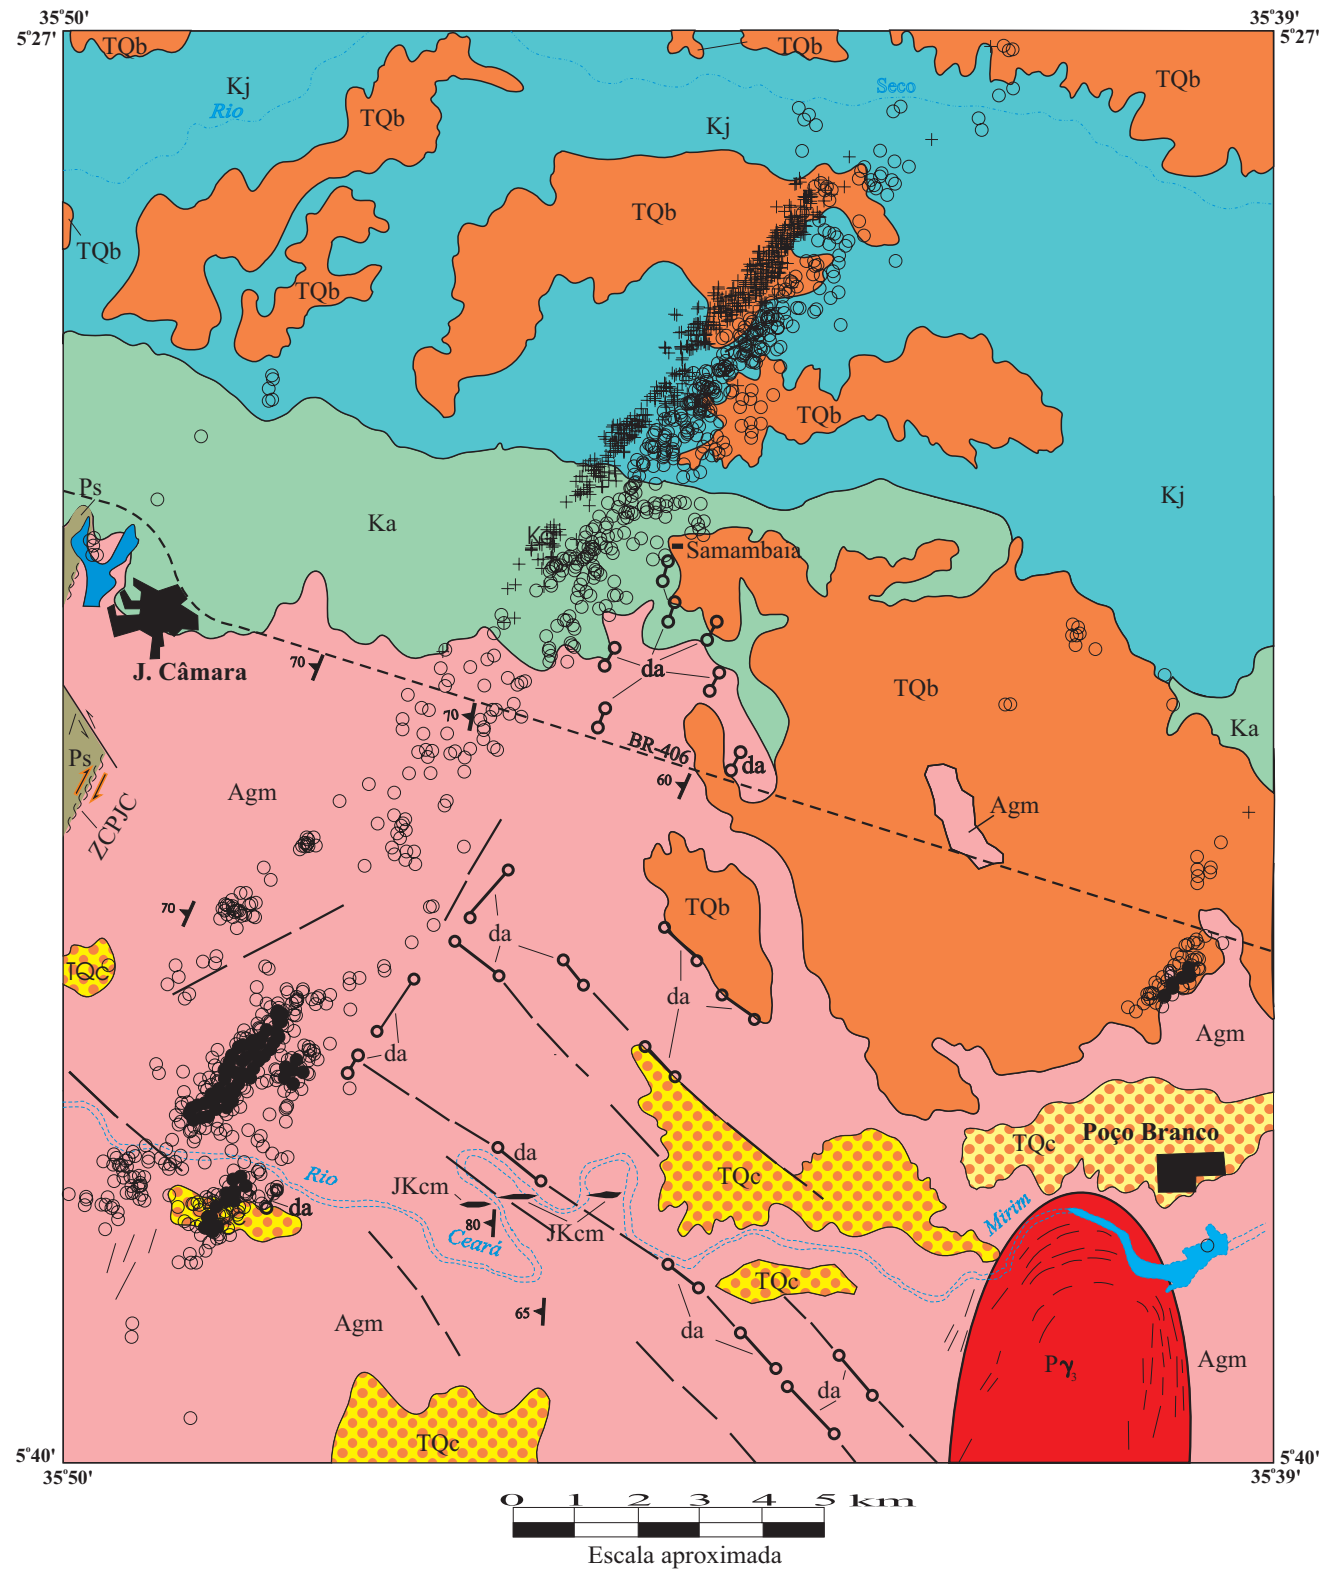 35°50'
35°39'
5°27'
5°27'
TQb
TQb
TQb
Kj
Rio
Seco
TQb
Kj
TQb
TQb
TQb
TQb
Kj
Ps
Ka
Samambaia
J. Câmara
70
da
TQb
Ka
70
BR-406
da
Ps
60
Agm
Agm
ZCPJC
70
TQb
da
TQc
da
Agm
da
TQc
Poço Branco
da
TQc
Rio
JKcm
da
80
JKcm
Mirim
Ceará
TQc
65
Agm
da
Pγ3
Agm
da
TQc
5°40'
5°40'
35°50'
35°39'
0 1 2 3 4 5 km
Escala aproximada